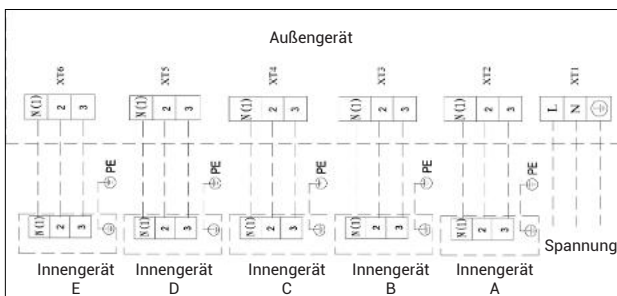 Außengerät
XT6 XT5 XT4 XT3 XT2 XT1
N(1) 2 3 N(1) 2 3 N(1) 2 3 N(1) 2 3 N(1) 2 3 L N
PE PE PE PE PE
N(1) 2 3 N(1) 2 3 N(1) 2 3 N(1) 2 3 N(1) 2 3
Spannung
Innengerät Innengerät Innengerät Innengerät Innengerät
E D C B A